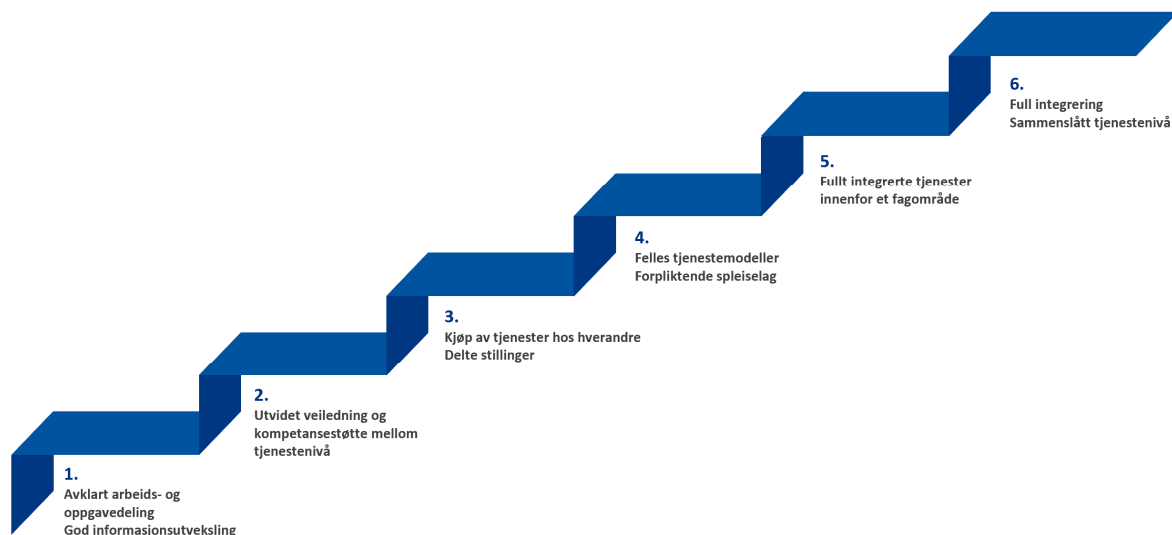 1.
Avklart arbeids- og
oppgavedeling
God informasjonsutveksling
2.
Utvidet veiledning og
kompetansestøtte mellom
tjenestenivå
3.
Kjøp av tjenester hos hverandre
Delte stillinger
4.
Felles tjenestemodeller
Forpliktende spleiselag
5.
Fullt integrerte tjenester
innenfor et fagområde
6.
Full integrering
Sammenslått tjenestenivå